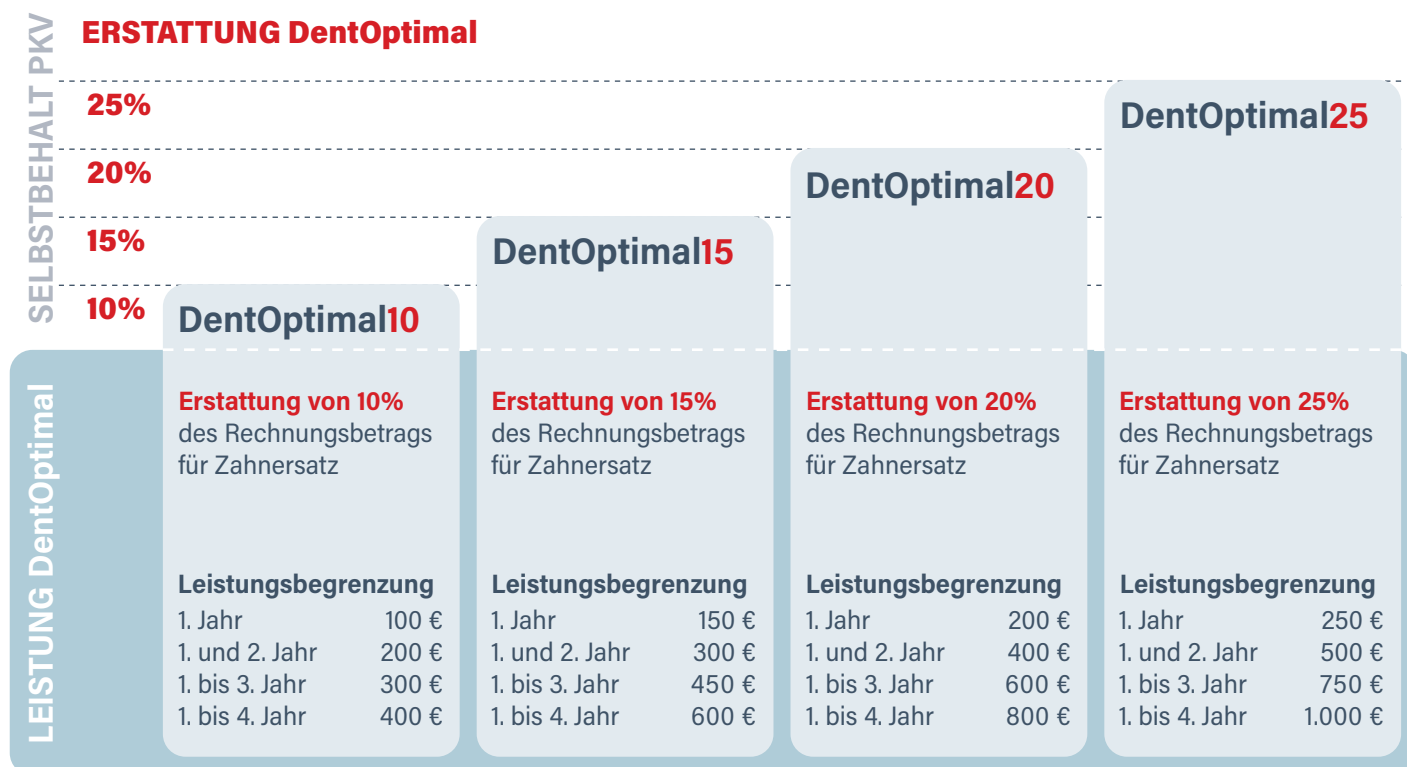 SELBSTBEHALT PKV
ERSTATTUNG DentOptimal
25%
20%
15%
10%
DentOptimal10
DentOptimal15
DentOptimal20
DentOptimal25
LEISTUNG DentOptimal
Erstattung von 10%
des Rechnungsbetrags
für Zahnersatz
Leistungsbegrenzung
1. Jahr 100 €
1. und 2. Jahr 200 €
1. bis 3. Jahr 300 €
1. bis 4. Jahr 400 €
Erstattung von 15%
des Rechnungsbetrags
für Zahnersatz
Leistungsbegrenzung
1. Jahr 150 €
1. und 2. Jahr 300 €
1. bis 3. Jahr 450 €
1. bis 4. Jahr 600 €
Erstattung von 20%
des Rechnungsbetrags
für Zahnersatz
Leistungsbegrenzung
1. Jahr 200 €
1. und 2. Jahr 400 €
1. bis 3. Jahr 600 €
1. bis 4. Jahr 800 €
Erstattung von 25%
des Rechnungsbetrags
für Zahnersatz
Leistungsbegrenzung
1. Jahr 250 €
1. und 2. Jahr 500 €
1. bis 3. Jahr 750 €
1. bis 4. Jahr 1.000 €